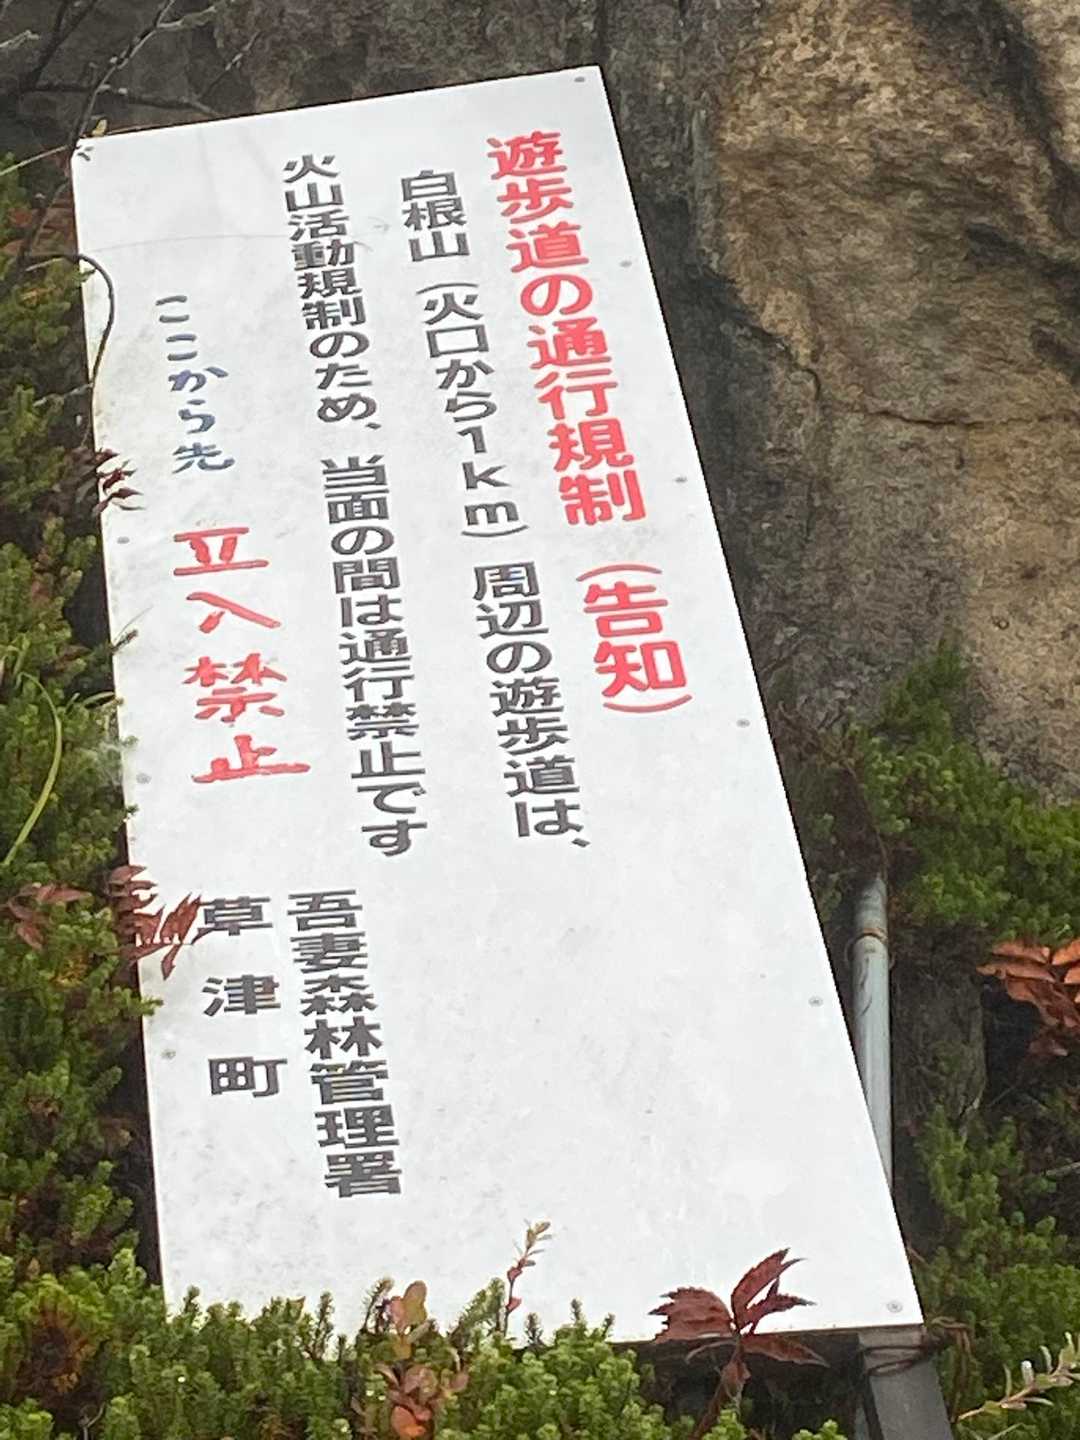 遊歩道の通行規制（告知）
白根山（火口から1km）周辺の遊歩道は、
火山活動規制のため、当面の間は通行禁止です
ここから先 立入禁止
吾妻森林管理署
草津町